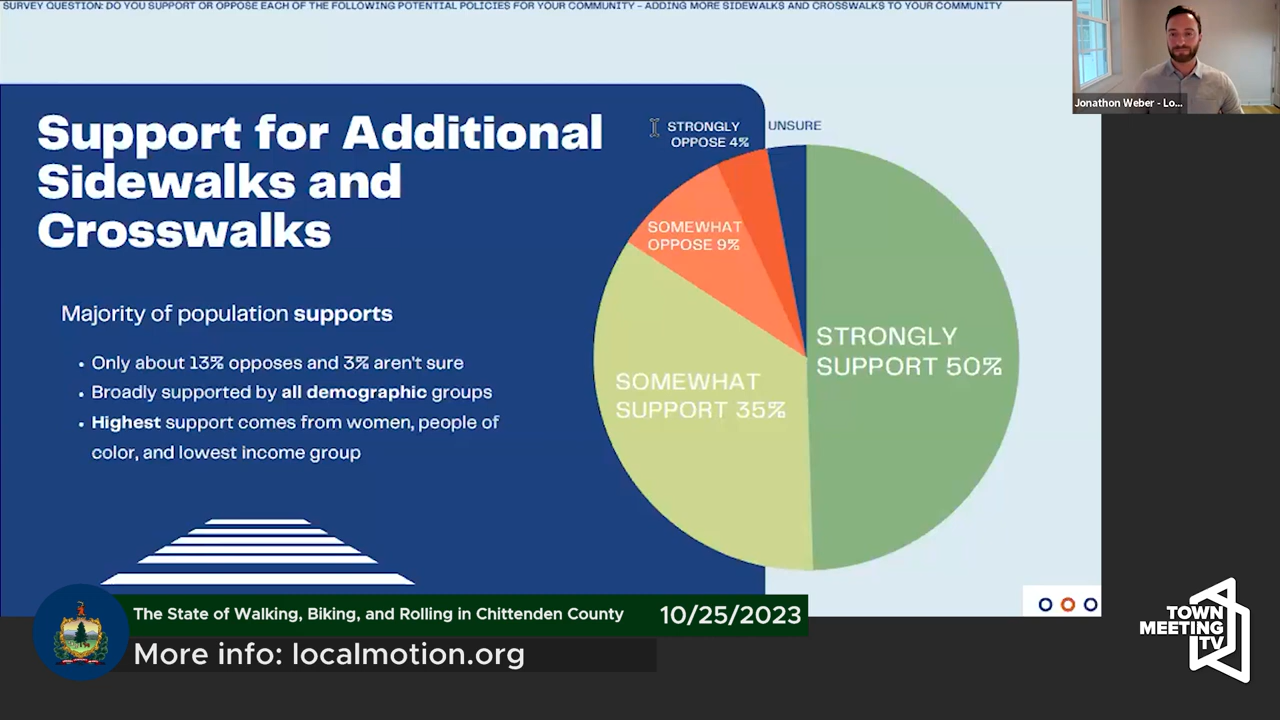 SURVEY QUESTION: DO YOU SUPPORT OR OPPOSE EACH OF THE FOLLOWING POTENTIAL POLICIES FOR YOUR COMMUNITY - ADDING MORE SIDEWALKS AND CROSSWALKS TO YOUR COMMUNITY
Jonathon Weber - Lo...
Support for Additional
Sidewalks and
Crosswalks
STRONGLY
OPPOSE 4%
UNSURE
SOMEWHAT
OPPOSE 9%
STRONGLY
SUPPORT 50%
SOMEWHAT
SUPPORT 35%
Majority of population supports
• Only about 13% opposes and 3% aren't sure
• Broadly supported by all demographic groups
• Highest support comes from women, people of
color, and lowest income group
The State of Walking, Biking, and Rolling in Chittenden County
10/25/2023
More info: localmotion.org
TOWN
MEETING
TV